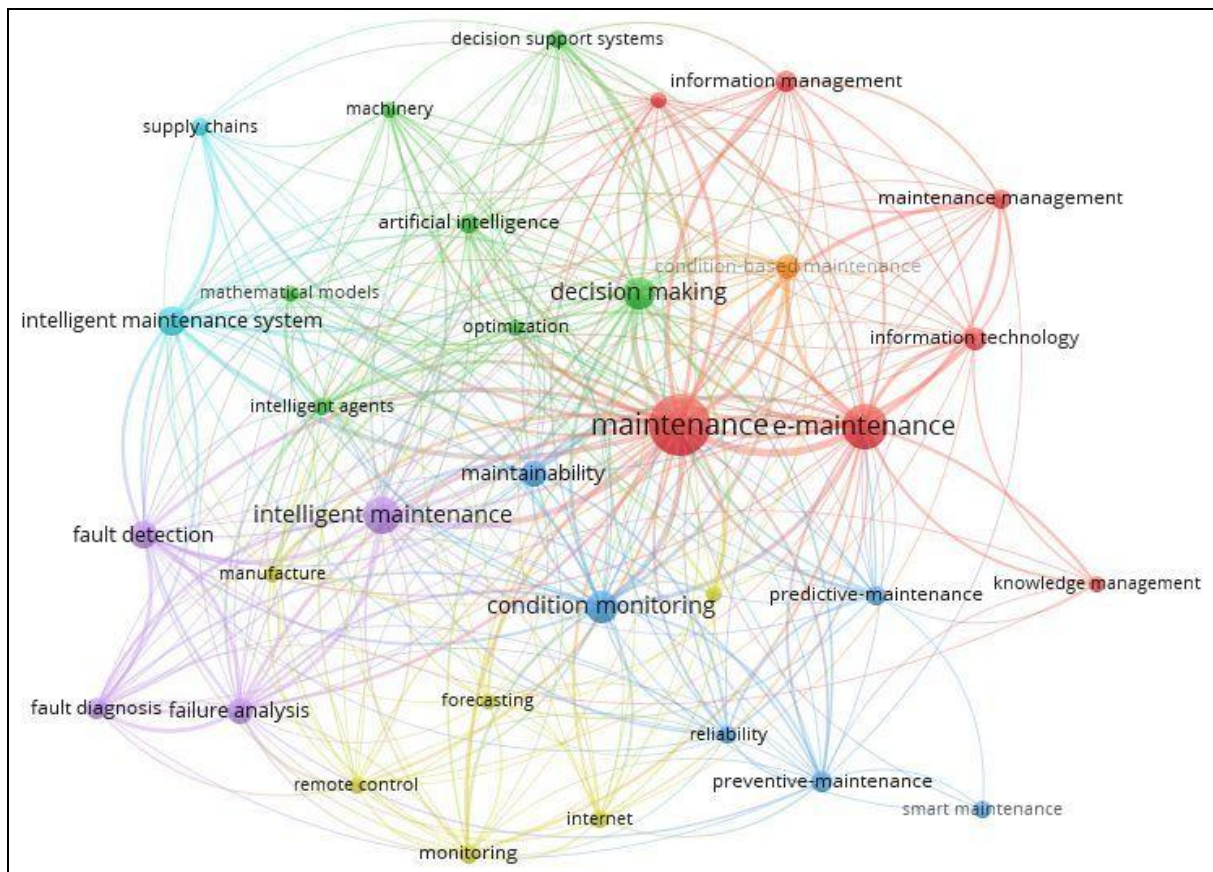 decision support systems
information management
machinery
supply chains
maintenance management
artificial intelligence
condition-based maintenance
mathematical models
decision making
intelligent maintenance system
optimization
information technology
intelligent agents
maintenance
e-maintenance
maintainability
intelligent maintenance
fault detection
manufacture
knowledge management
predictive-maintenance
condition monitoring
forecasting
fault diagnosis
failure analysis
reliability
remote control
preventive-maintenance
smart maintenance
internet
monitoring